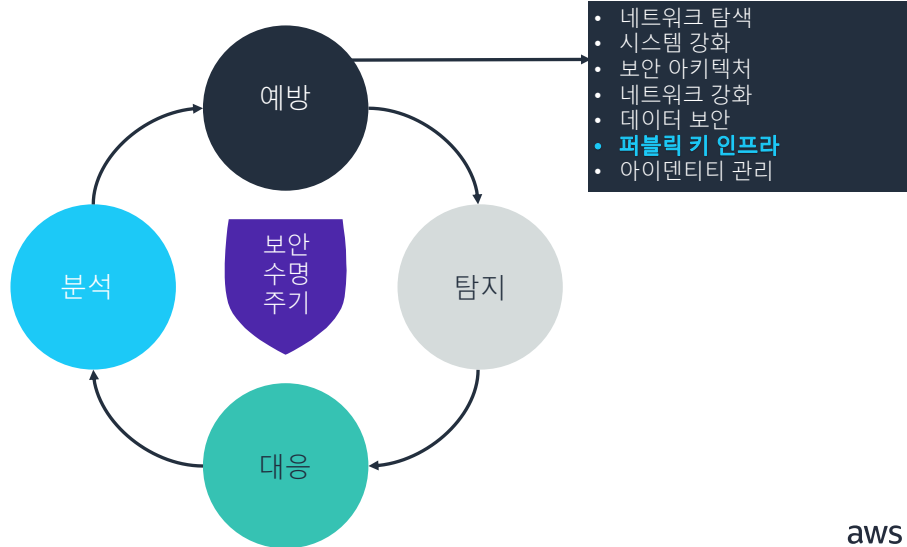 예방
• 네트워크 탐색
• 시스템 강화
• 보안 아키텍처
• 네트워크 강화
• 데이터 보안
• 퍼블릭 키 인프라
• 아이덴티티 관리
분석
보안
수명
주기
탐지
대응
aws